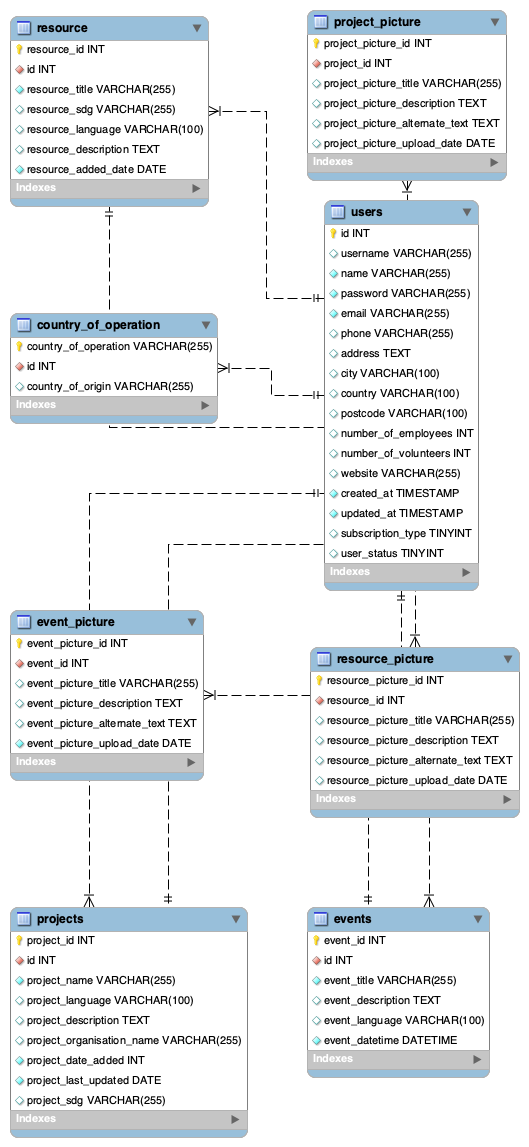 resource
resource_id INT
id INT
resource_title VARCHAR(255)
resource_sdg VARCHAR(255)
resource_language VARCHAR(100)
resource_description TEXT
resource_added_date DATE
Indexes
project_picture
project_picture_id INT
project_id INT
project_picture_title VARCHAR(255)
project_picture_description TEXT
project_picture_alternate_text TEXT
project_picture_upload_date DATE
Indexes
users
id INT
username VARCHAR(255)
name VARCHAR(255)
password VARCHAR(255)
email VARCHAR(255)
phone VARCHAR(255)
address TEXT
city VARCHAR(100)
country VARCHAR(100)
postcode VARCHAR(100)
number_of_employees INT
number_of_volunteers INT
website VARCHAR(255)
created_at TIMESTAMP
updated_at TIMESTAMP
subscription_type TINYINT
user_status TINYINT
Indexes
country_of_operation
country_of_operation VARCHAR(255)
id INT
country_of_origin VARCHAR(255)
Indexes
event_picture
event_picture_id INT
event_id INT
event_picture_title VARCHAR(255)
event_picture_description TEXT
event_picture_alternate_text TEXT
event_picture_upload_date DATE
Indexes
resource_picture
resource_picture_id INT
resource_id INT
resource_picture_title VARCHAR(255)
resource_picture_description TEXT
resource_picture_alternate_text TEXT
resource_picture_upload_date DATE
Indexes
projects
project_id INT
id INT
project_name VARCHAR(255)
project_language VARCHAR(100)
project_description TEXT
project_organisation_name VARCHAR(255)
project_date_added INT
project_last_updated DATE
project_sdg VARCHAR(255)
Indexes
events
event_id INT
id INT
event_title VARCHAR(255)
event_description TEXT
event_language VARCHAR(100)
event_datetime DATETIME
Indexes